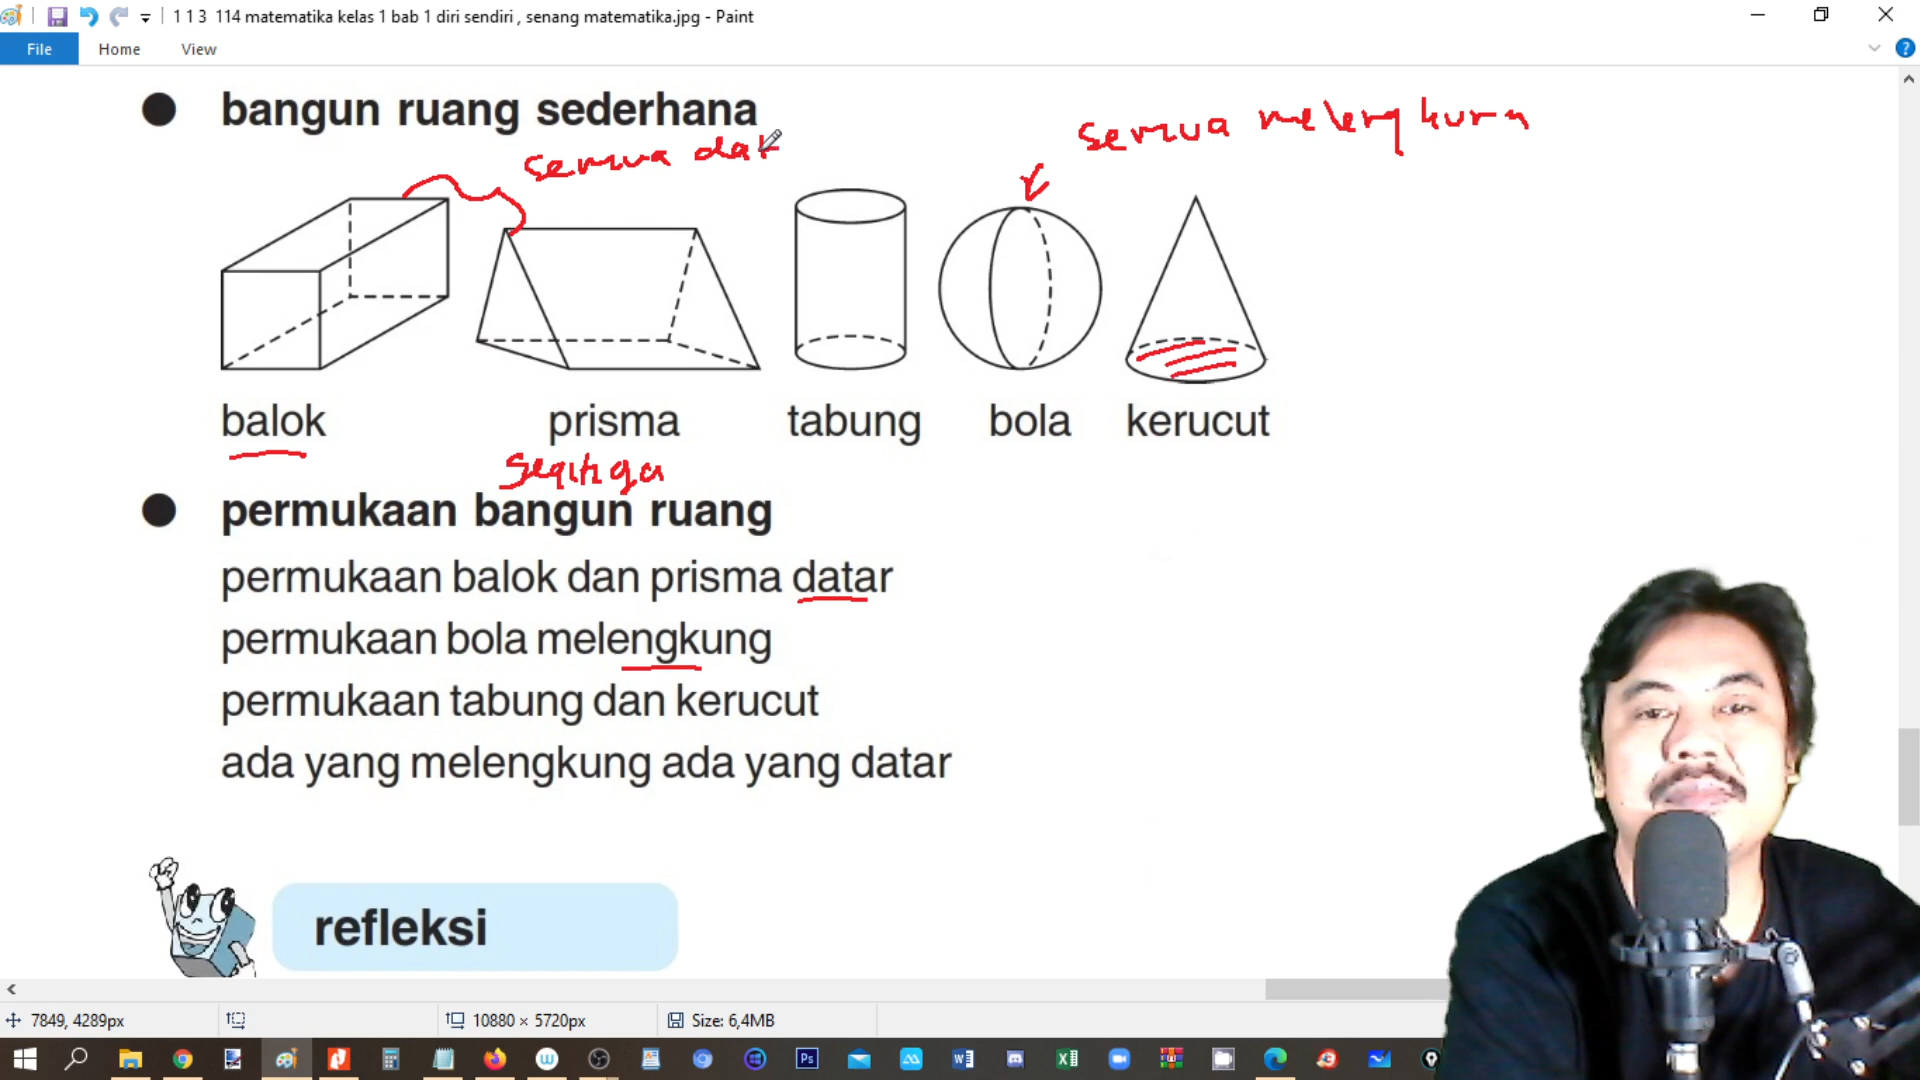 1 1 3 114 matematika kelas 1 bab 1 diri sendiri , senang matematika.jpg - Paint
File Home View
bangun ruang sederhana
semua dat
semua melengkung
balok prisma tabung bola kerucut
segitiga
permukaan bangun ruang
permukaan balok dan prisma datar
permukaan bola melengkung
permukaan tabung dan kerucut
ada yang melengkung ada yang datar
refleksi
7849, 4289px 10880 × 5720px Size: 6,4MB